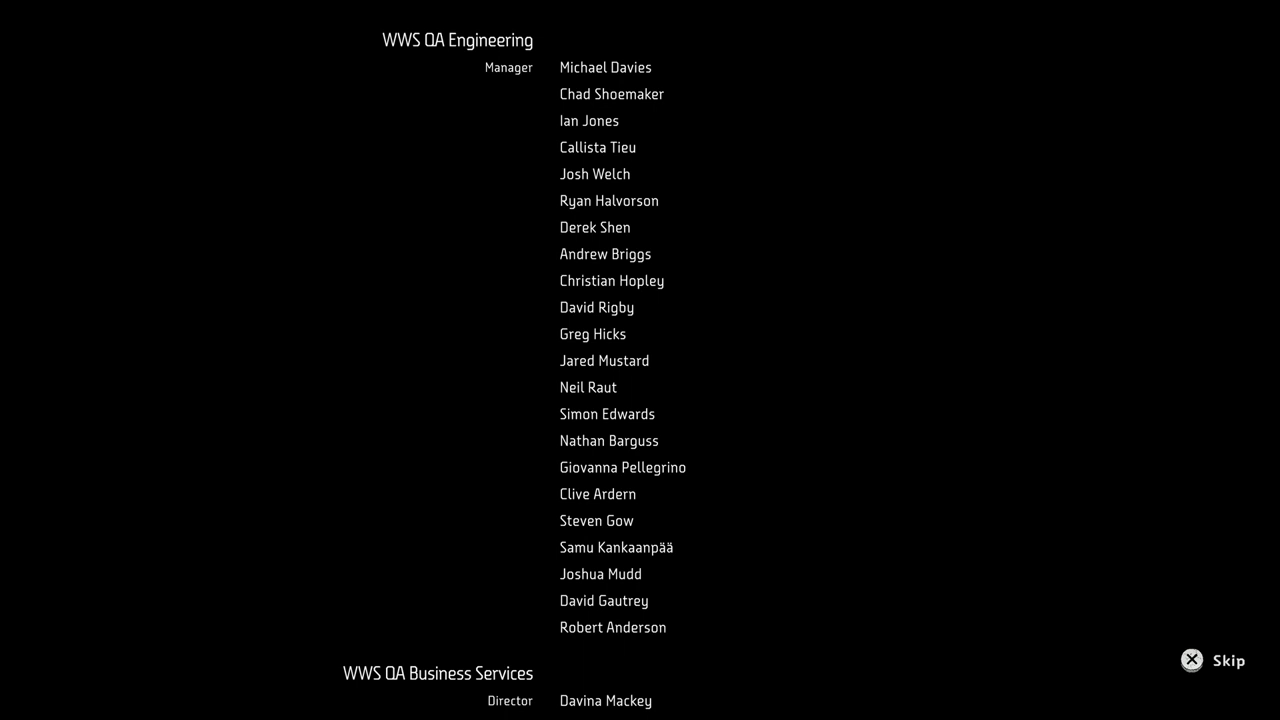 WWS QA Engineering
Manager Michael Davies
Chad Shoemaker
Ian Jones
Callista Tieu
Josh Welch
Ryan Halvorson
Derek Shen
Andrew Briggs
Christian Hopley
David Rigby
Greg Hicks
Jared Mustard
Neil Raut
Simon Edwards
Nathan Barguss
Giovanna Pellegrino
Clive Ardern
Steven Gow
Samu Kankaanpää
Joshua Mudd
David Gautrey
Robert Anderson
Skip
WWS QA Business Services
Director Davina Mackey